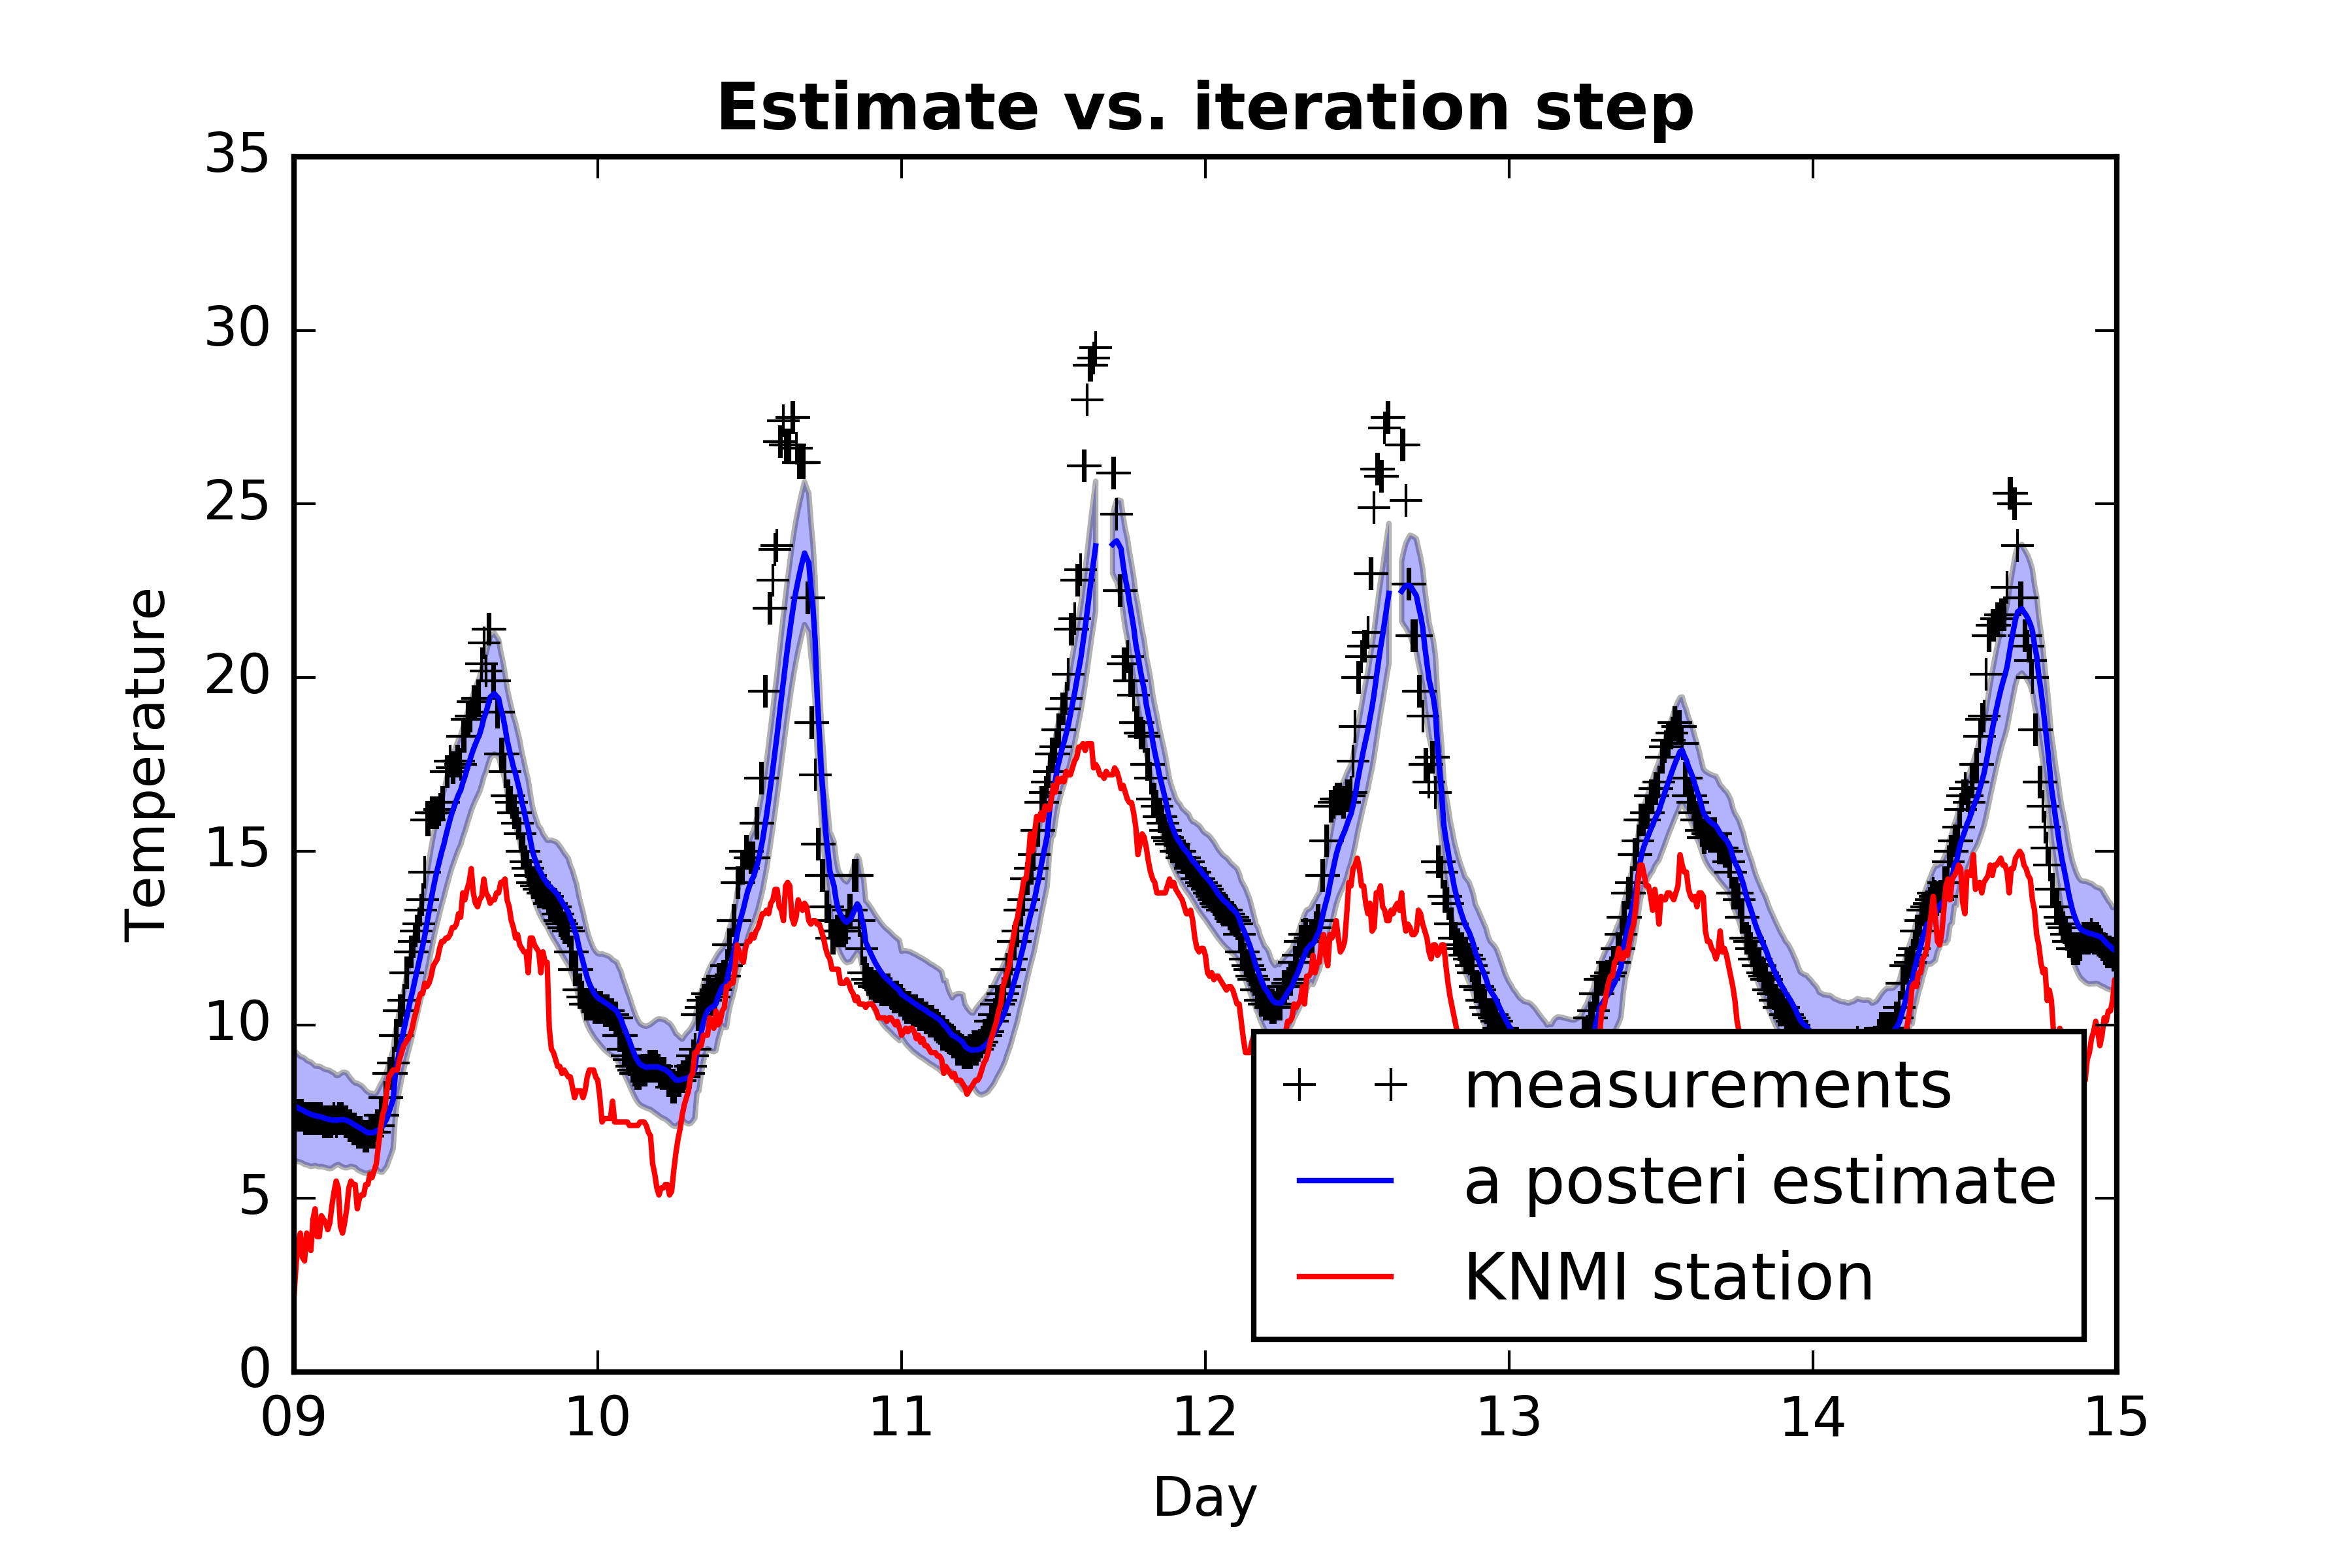 Estimate vs. iteration step
35
30
25
20
15
10
5
0
Temperature
09 10 11 12 13 14 15
Day
measurements
a posteri estimate
KNMI station